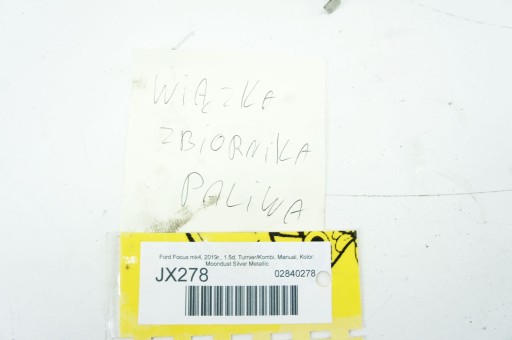 WIĄZKA
ZBIORNIKA
PALIWA
Ford Focus mk4, 2019r., 1.5d, Turnier/Kombi, Manual, Kolor:
Moondust Silver Metallic
JX278 02840278